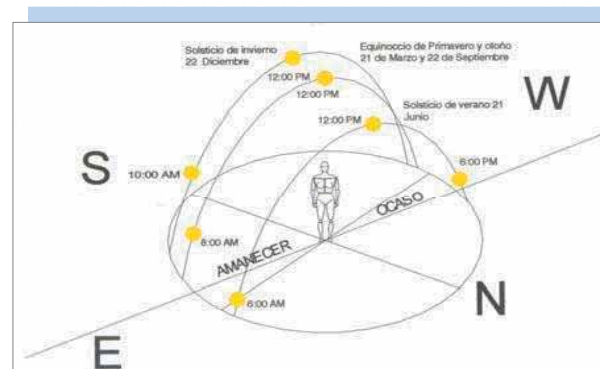 Solsticio de invierno
22 Diciembre
Equinoccio de Primavero y otoño
21 de Marzo y 22 de Septiembre
12:00 PM
12:00 PM
12:00 PM
Solsticio de verano 21
Junio
W
S
10:00 AM
6:00 PM
OCASO
8:00 AM
AMANECER
6:00 AM
N
E